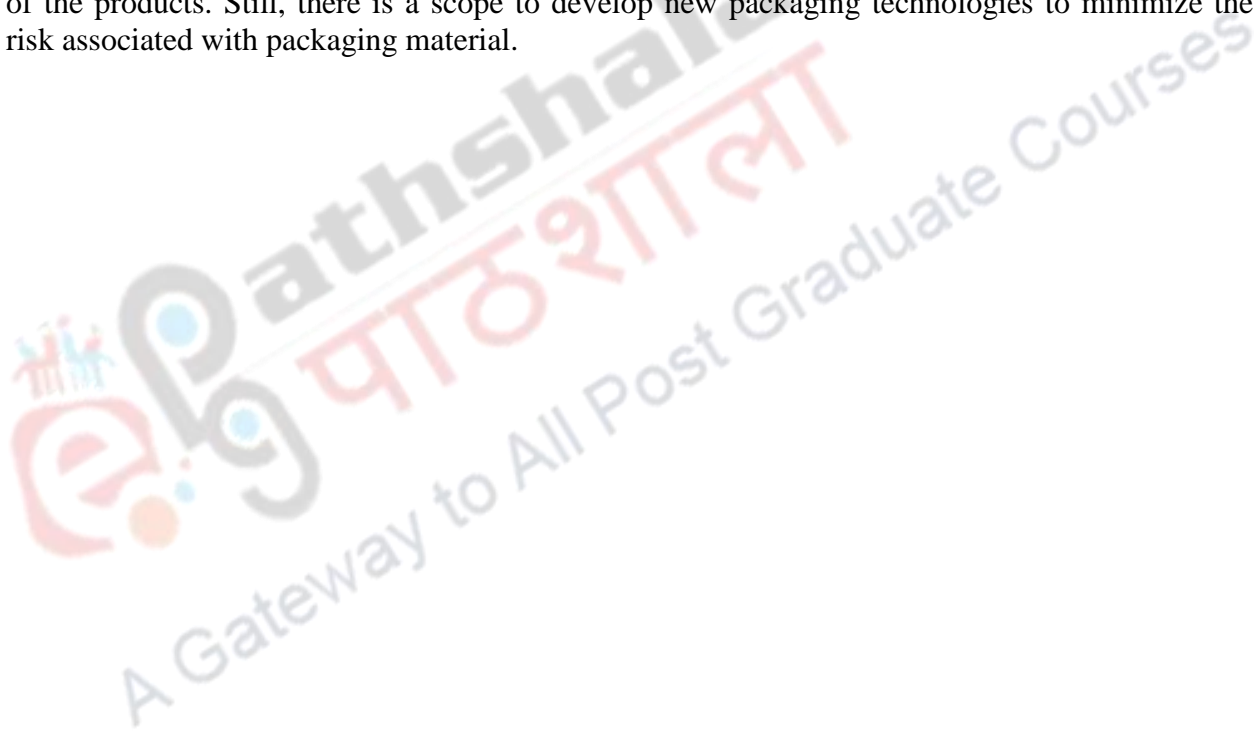 of the products. Still, there is a scope to develop new packaging technologies to minimize the
risk associated with packaging material.
athshala
पाठशाला
A Gateway to All Post Graduate Courses